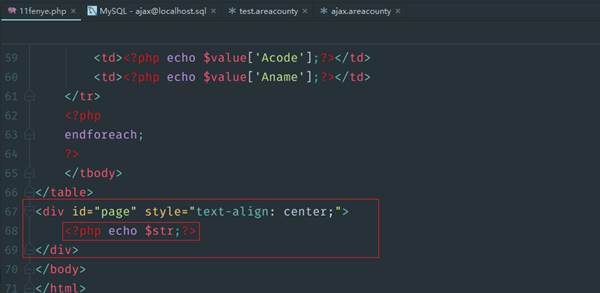 11fenye.php × MySQL - ajax@localhost.sql × test.areacounty × ajax.areacounty ×
59 <td><?php echo $value['Acode'];?></td>
60 <td><?php echo $value['Aname'];?></td>
61 </tr>
62 <?php
63 endforeach;
64 ?>
65 </tbody>
66 </table>
67 <div id="page" style="text-align: center;">
68 <?php echo $str;?>
69 </div>
70 </body>
71 </html>